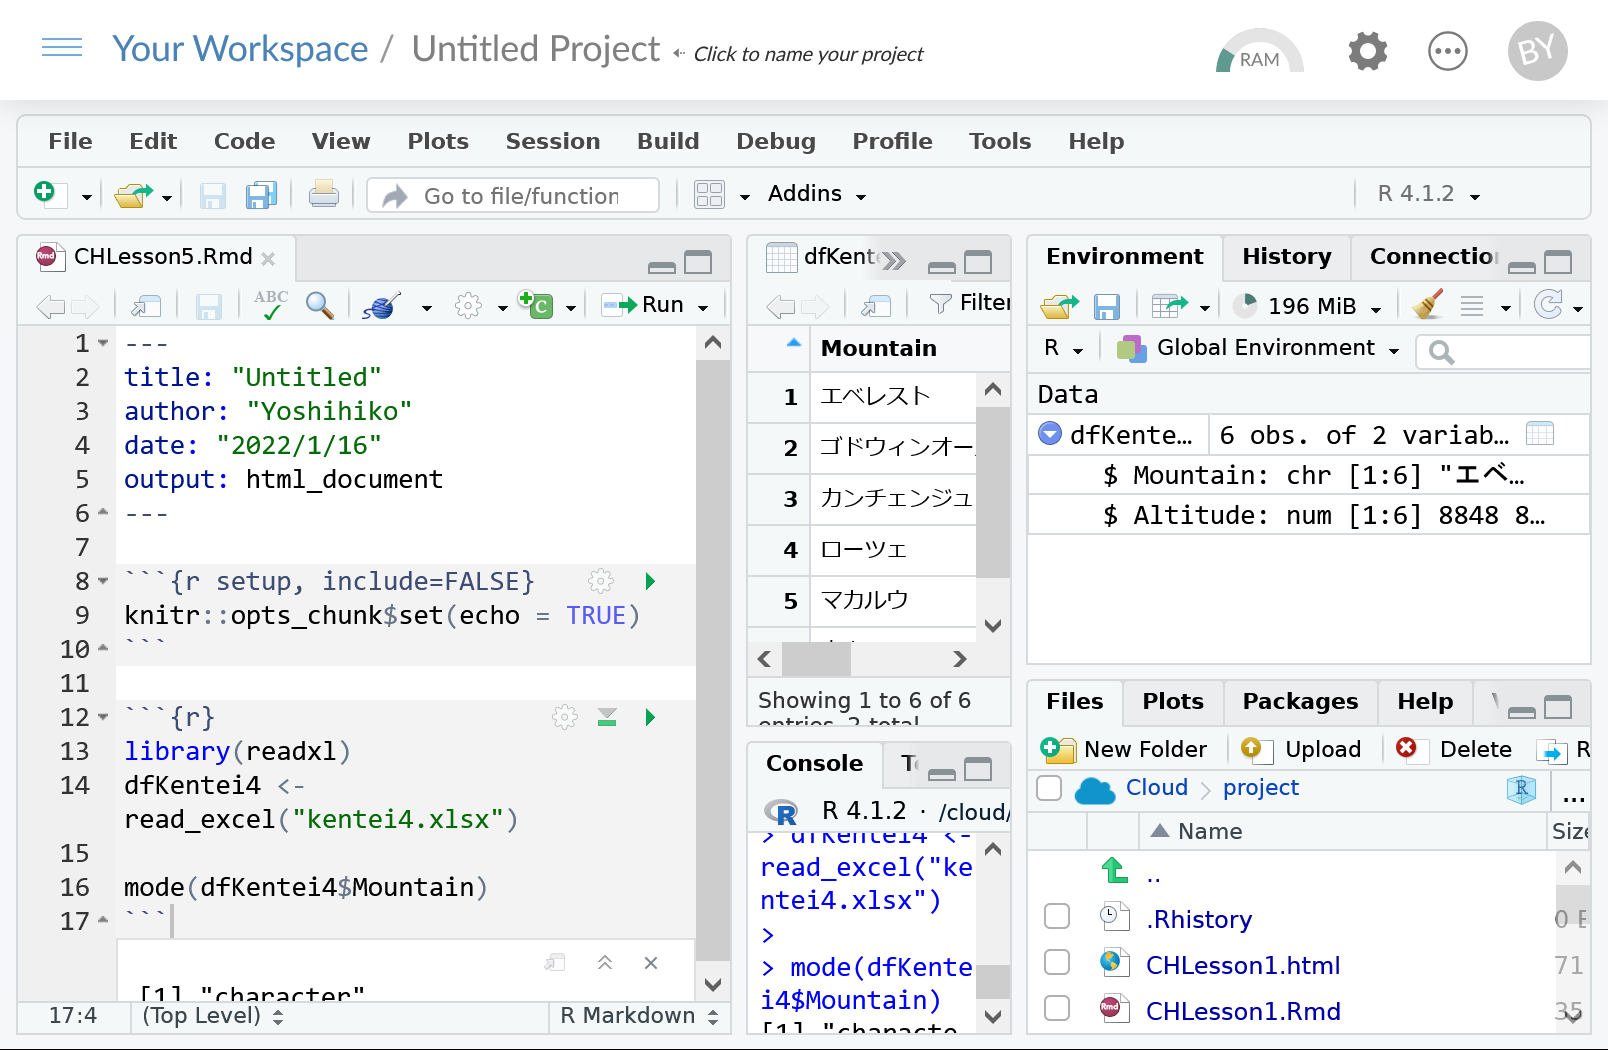 Your Workspace / Untitled Project Click to name your project
RAM
BY
File Edit Code View Plots Session Build Debug Profile Tools Help
Go to file/function
Addins
R 4.1.2
CHLesson5.Rmd
ABC
Run
1 ---
2 title: "Untitled"
3 author: "Yoshihiko"
4 date: "2022/1/16"
5 output: html_document
6 ---
7
8 ```{r setup, include=FALSE}
9 knitr::opts_chunk$set(echo = TRUE)
10 ```
11
12 ```{r}
13 library(readxl)
14 dfKentei4 <-
read_excel("kentei4.xlsx")
15
16 mode(dfKentei4$Mountain)
17 ```
[1] "character"
17:4 (Top Level) R Markdown
dfKent
Filter
Mountain
1 エベレスト
2 ゴドウィンオー
3 カンチェンジュ
4 ローツェ
5 マカルウ
Showing 1 to 6 of 6
entries, 2 total
Console
R 4.1.2 · /cloud/
> dfKentei4 <-
read_excel("ke
ntei4.xlsx")
>
> mode(dfKente
i4$Mountain)
[1] "characte
Environment History Connection
196 MiB
R Global Environment
Data
dfKente… 6 obs. of 2 variab…
$ Mountain: chr [1:6] "エベ…
$ Altitude: num [1:6] 8848 8…
Files Plots Packages Help
New Folder Upload Delete R
Cloud project ...
Name Size
..
.Rhistory 0 B
CHLesson1.html 71
CHLesson1.Rmd 35